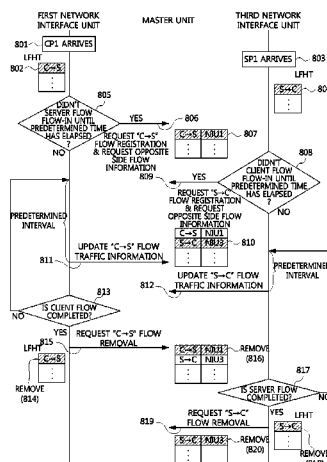 FIRST NETWORK
INTERFACE UNIT
MASTER UNIT
THIRD NETWORK
INTERFACE UNIT
801
CP1 ARRIVES
SP1 ARRIVES
803
LFHT
802
C→S
LFHT
S→C
805
DIDN'T
SERVER FLOW
FLOW-IN UNTIL
PREDETERMINED TIME
HAS ELAPSED
?
YES
806
NO
REQUEST "C→S"
FLOW REGISTRATION
& REQUEST OPPOSITE
SIDE FLOW
INFORMATION
C→S NIU1
807
808
DIDN'T
CLIENT FLOW
FLOW-IN UNTIL
PREDETERMINED TIME
HAS ELAPSED
?
809
YES
NO
REQUEST "S→C"
FLOW REGISTRATION
& REQUEST
OPPOSITE SIDE FLOW
INFORMATION
PREDETERMINED
INTERVAL
C→S NIU1
S→C NIU3
810
811
UPDATE "C→S" FLOW
TRAFFIC INFORMATION
PREDETERMINED
INTERVAL
812
UPDATE "S→C" FLOW
TRAFFIC INFORMATION
813
IS CLIENT FLOW
COMPLETED?
NO
YES
815
REQUEST "C→S" FLOW
REMOVAL
LFHT
C→S
REMOVE
(814)
C→S NIU1
S→C NIU3
REMOVE
(816)
817
IS SERVER FLOW
COMPLETED?
NO
YES
819
REQUEST "S→C"
FLOW REMOVAL
LFHT
S→C
REMOVE
S→C NIU3
REMOVE
(820)